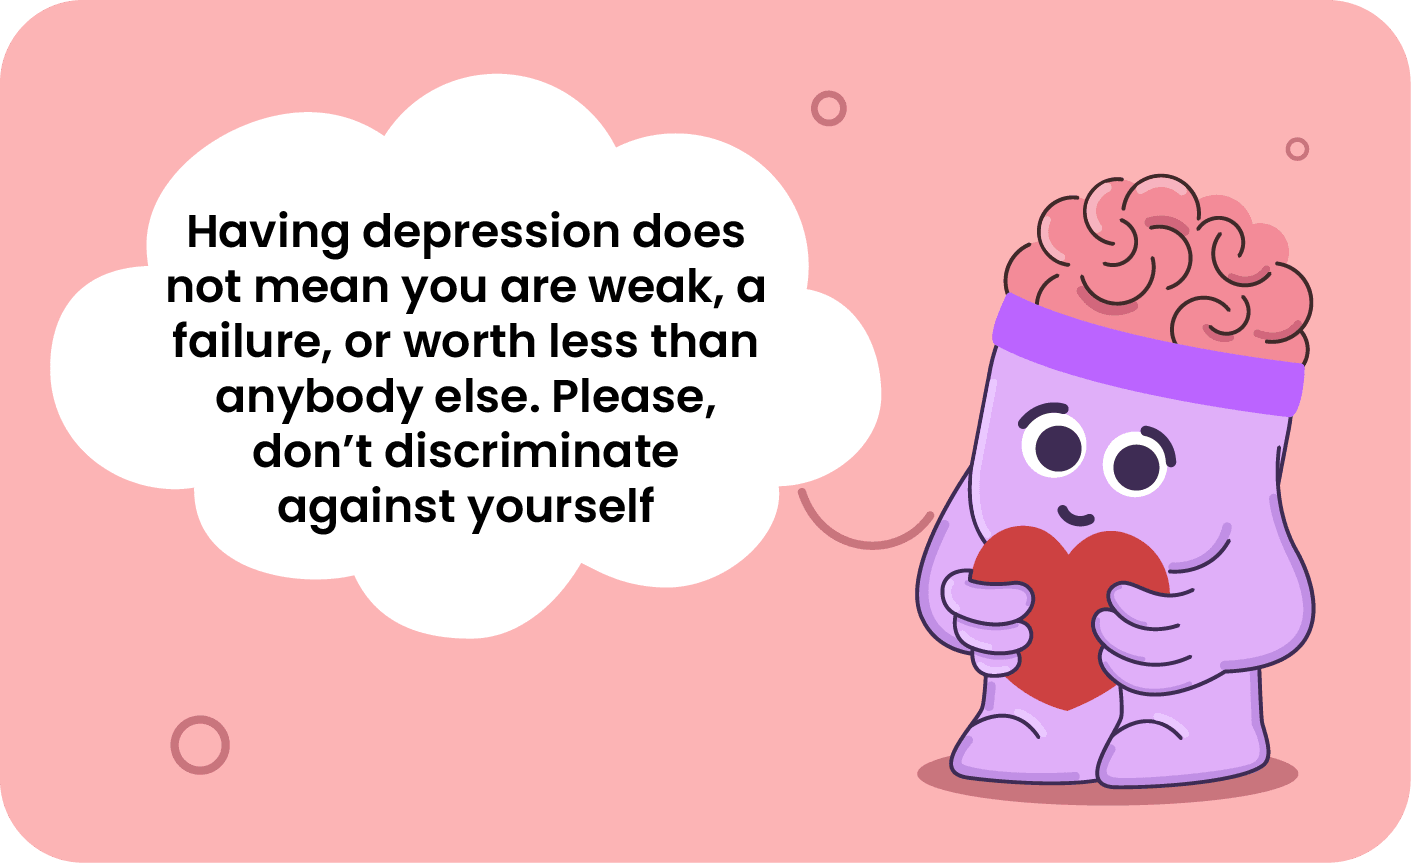 Having depression does
not mean you are weak, a
failure, or worth less than
anybody else. Please,
don’t discriminate
against yourself